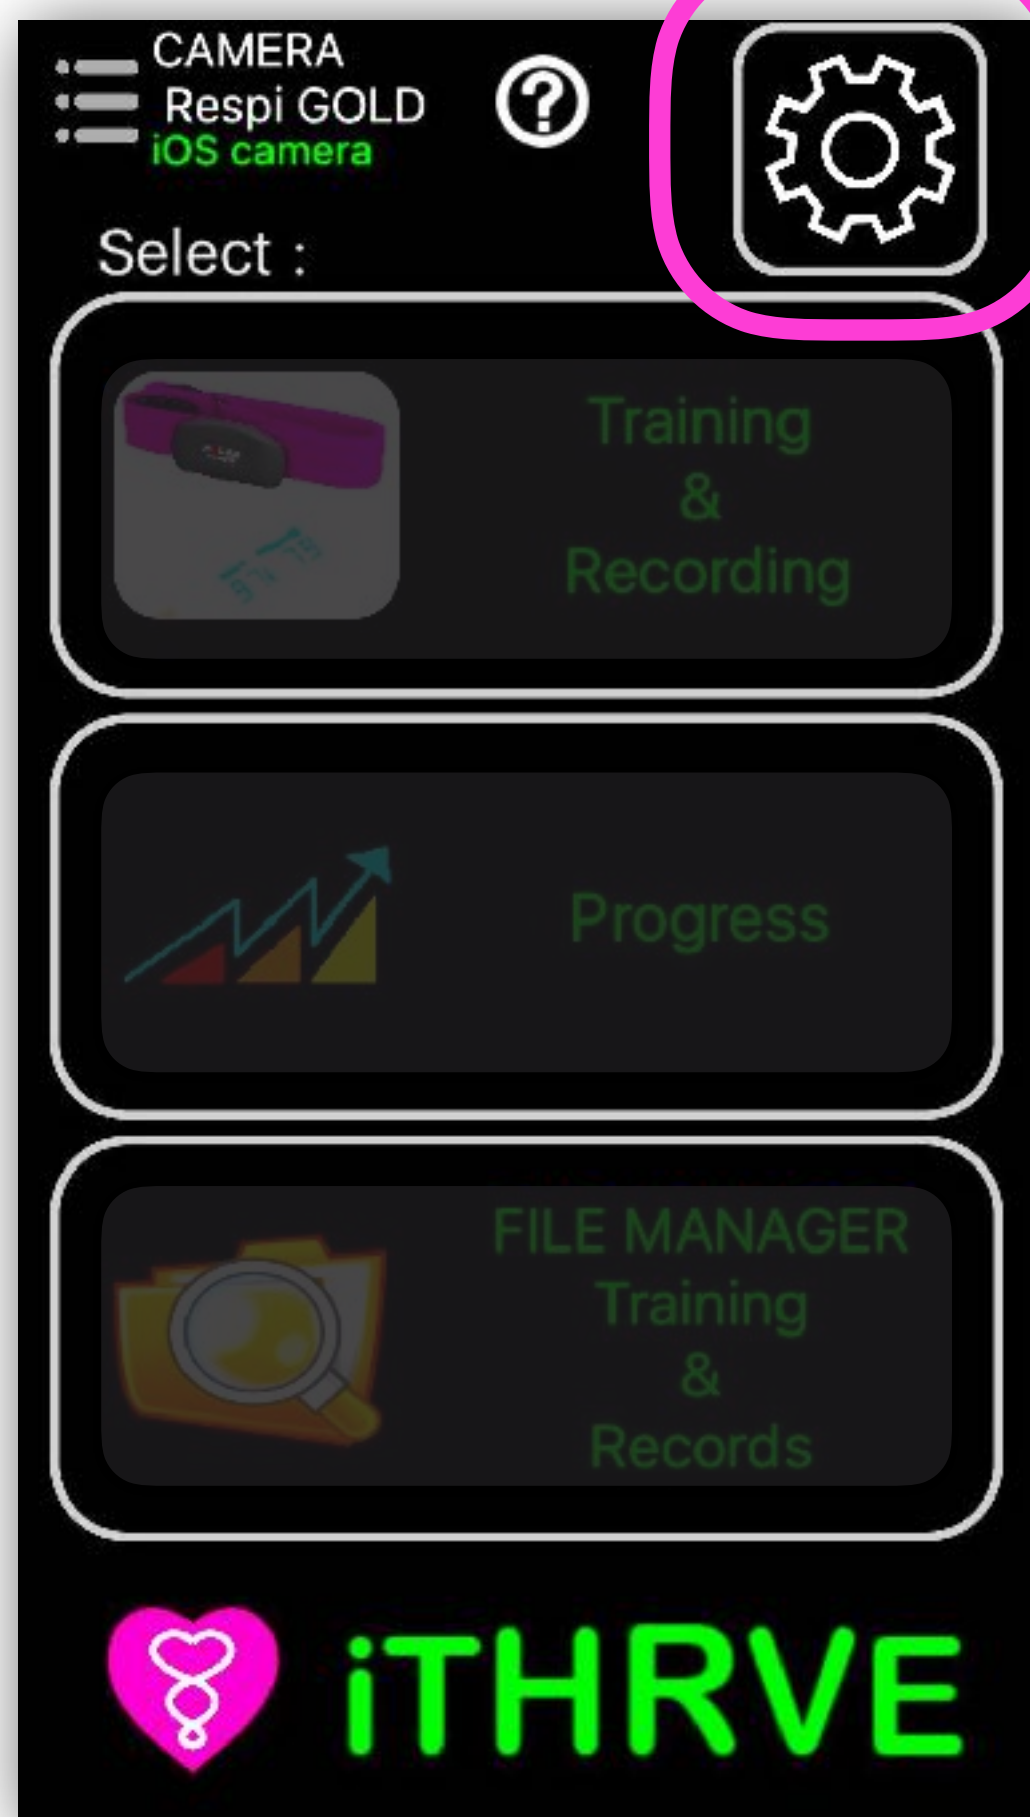 CAMERA
Respi GOLD
iOS camera
?
Select :
Training
&
Recording
Progress
FILE MANAGER
Training
&
Records
iTHRVE